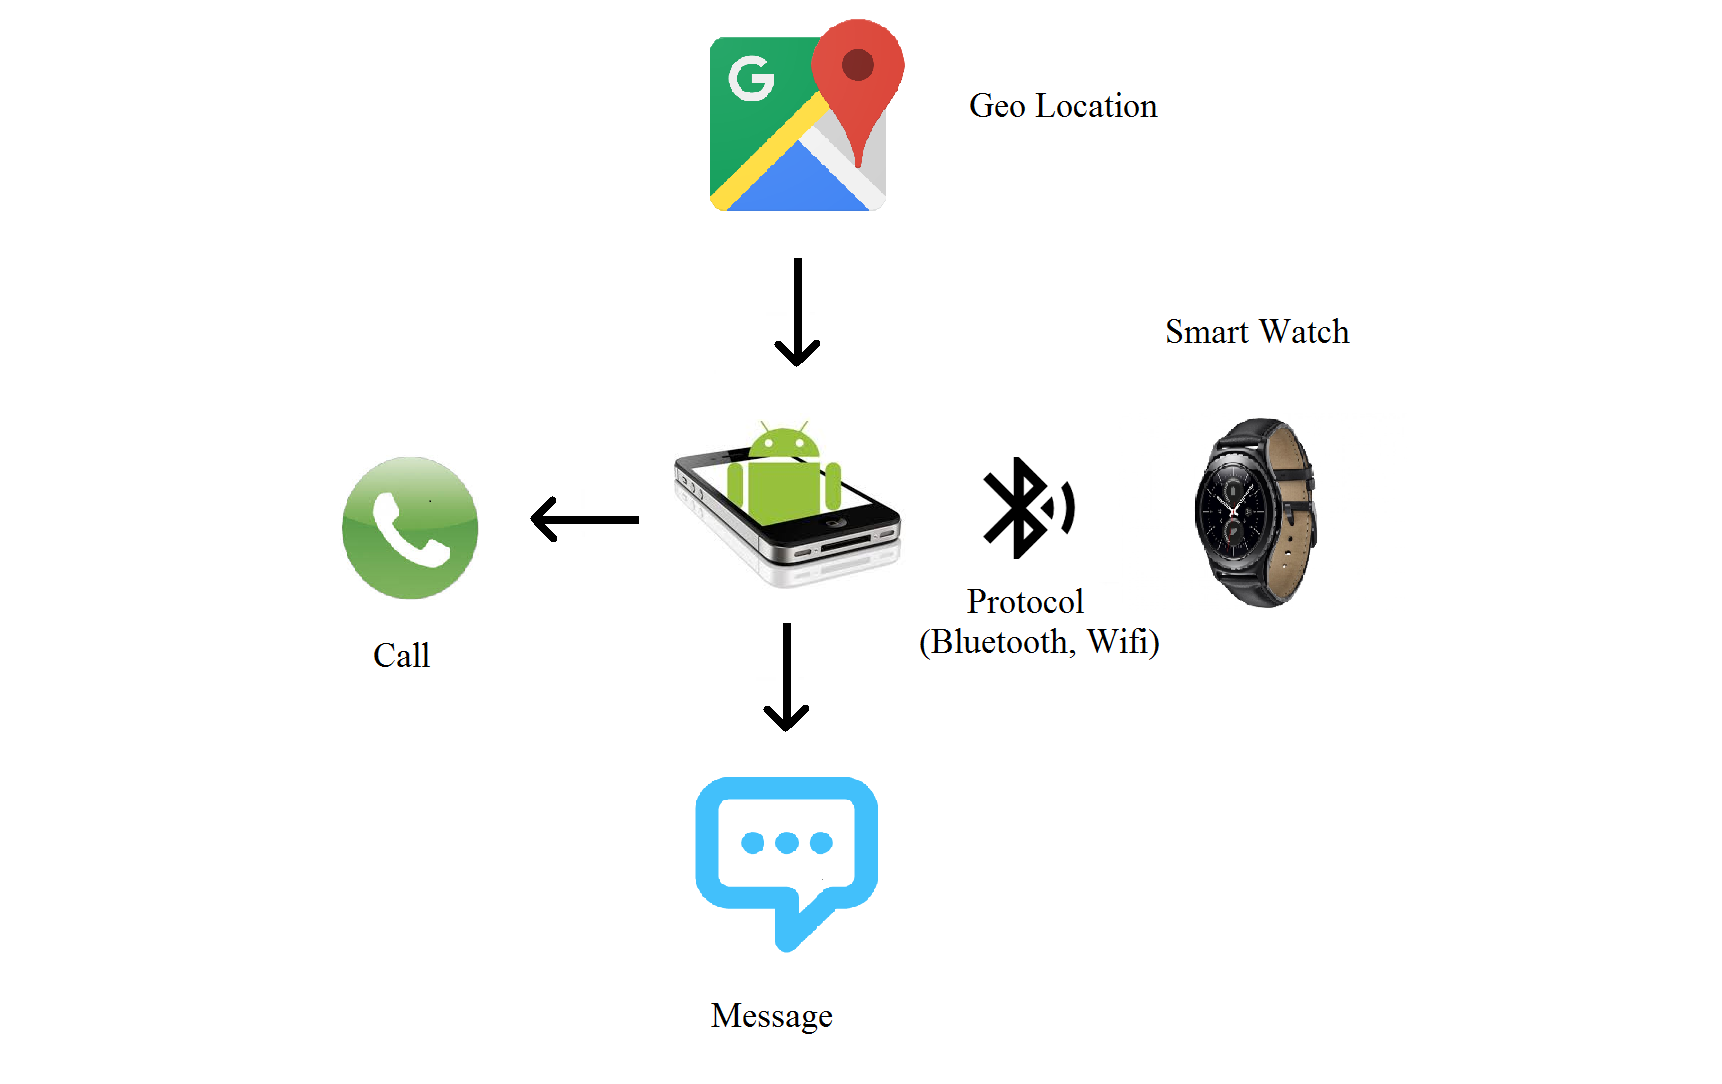 G
Geo Location
Smart Watch
Protocol
(Bluetooth, Wifi)
Call
Message